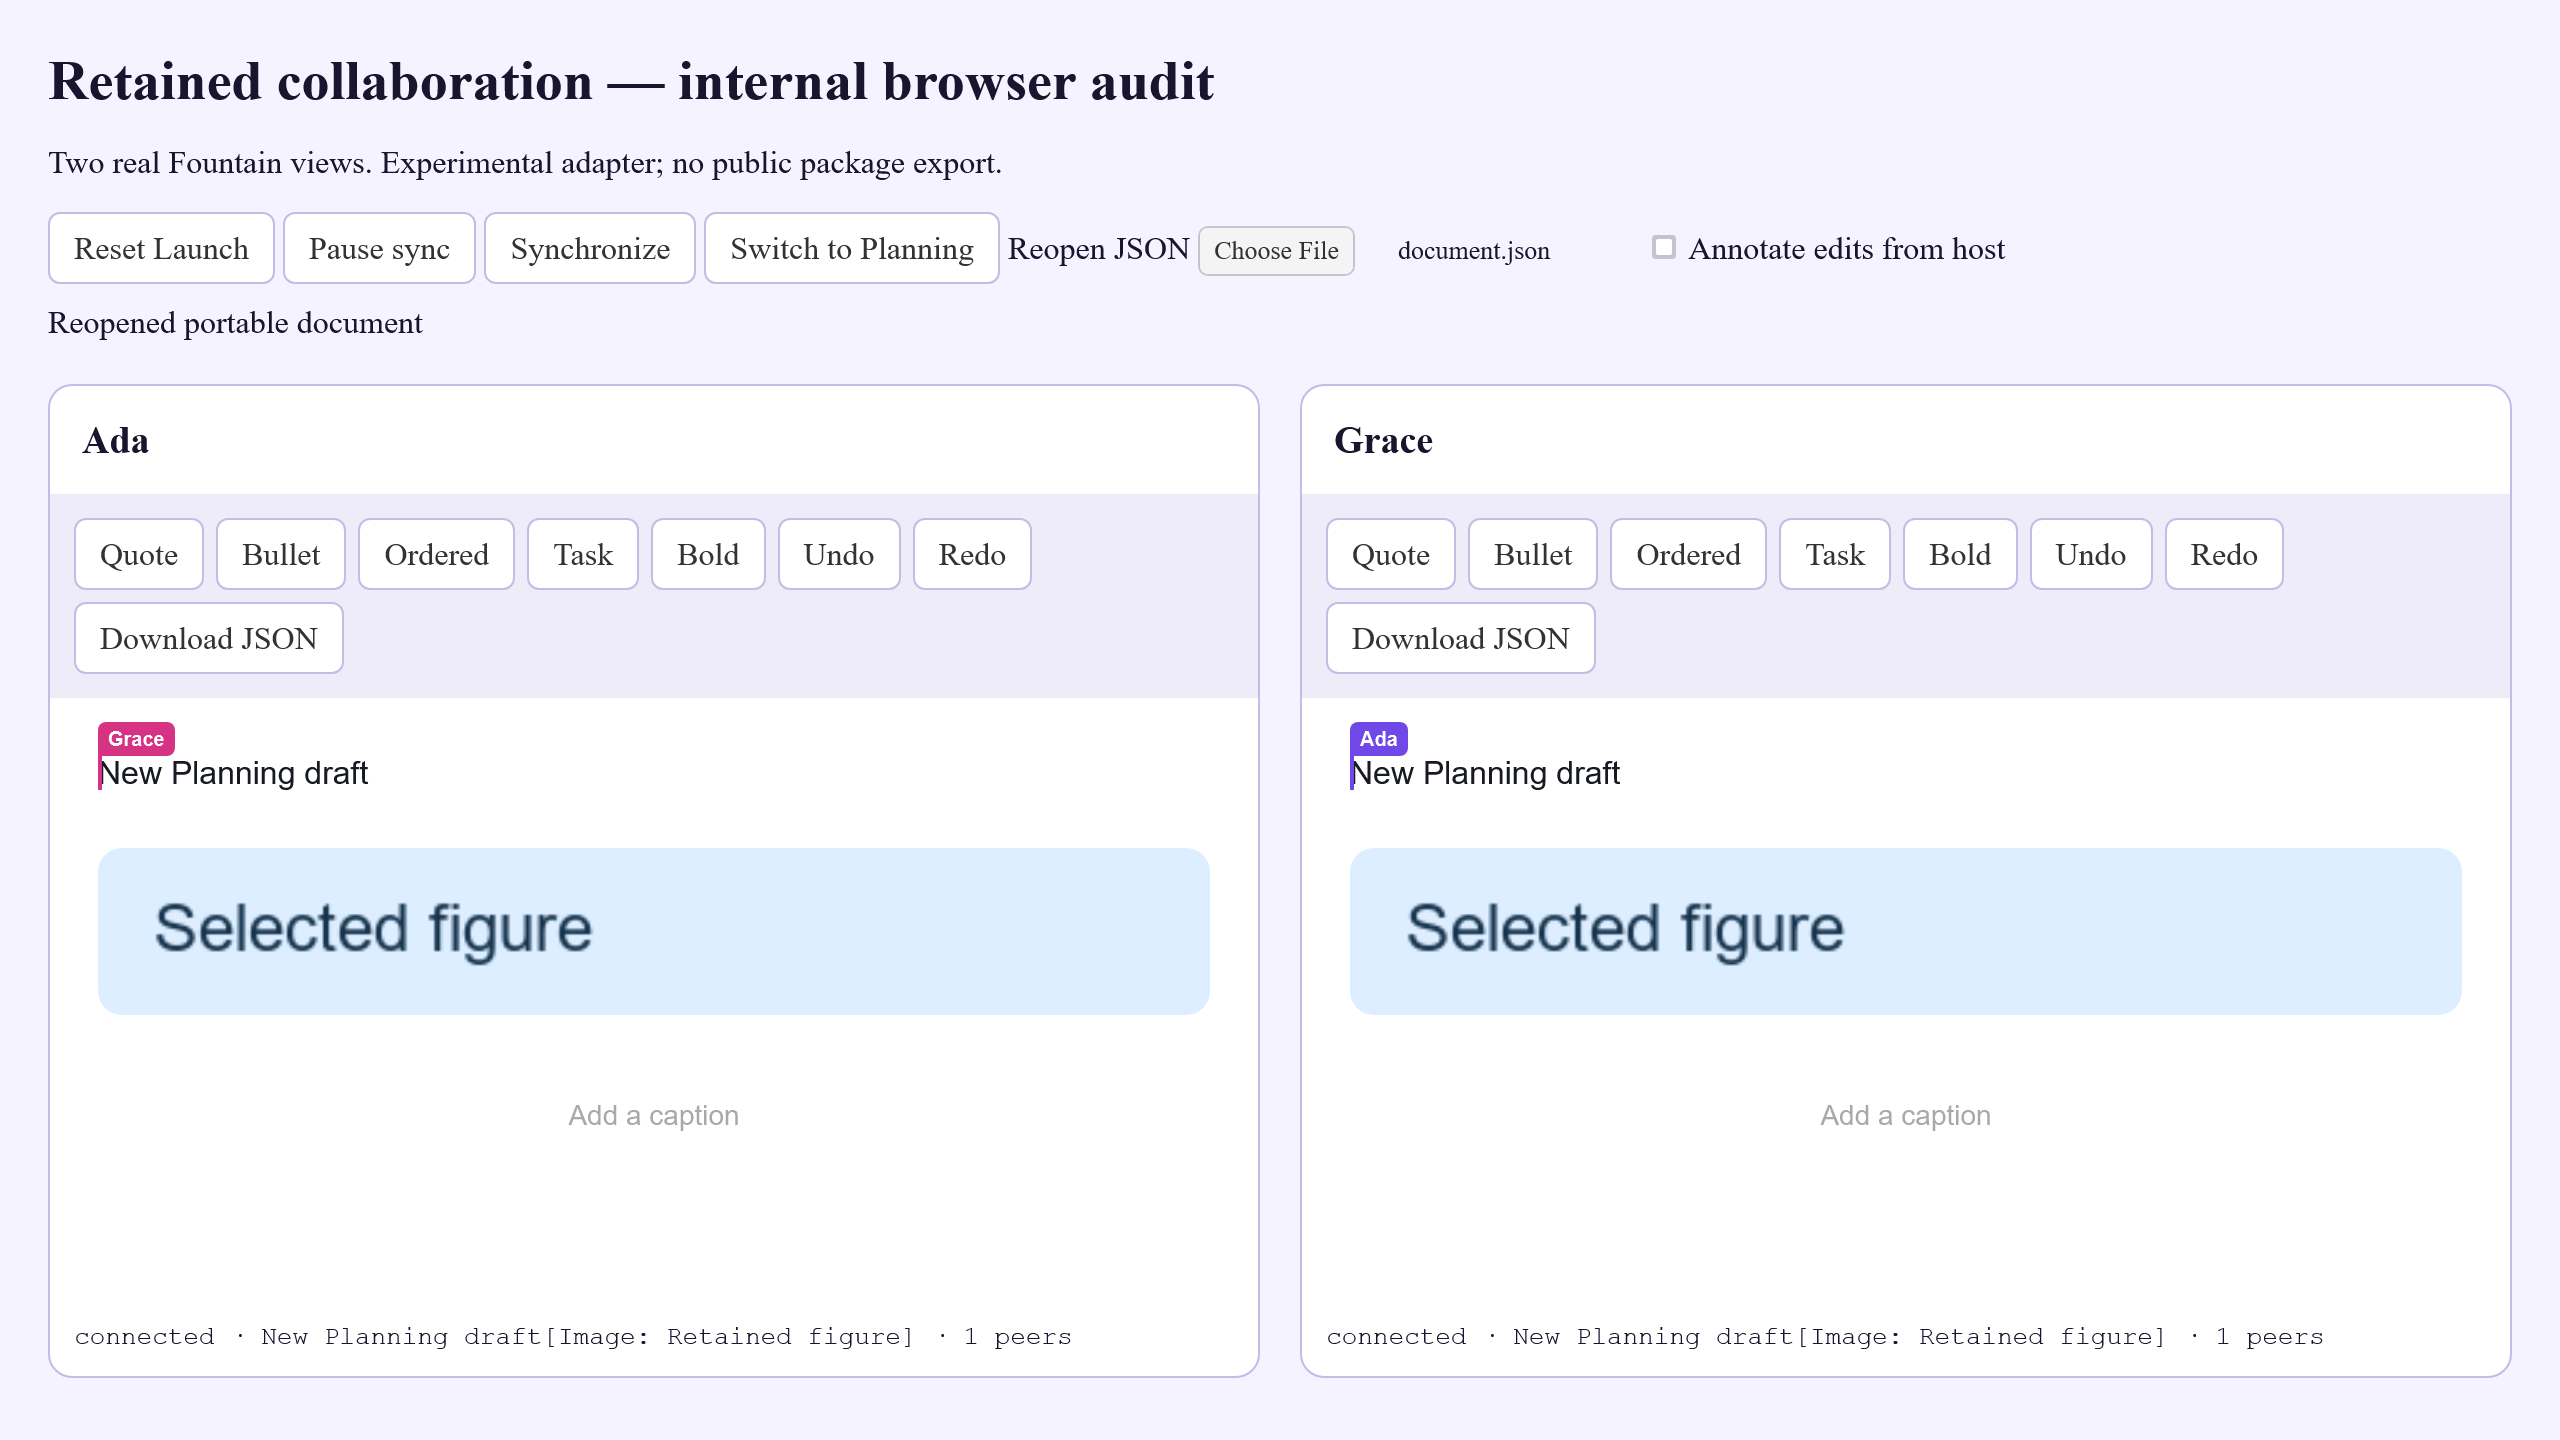 Retained collaboration — internal browser audit
Two real Fountain views. Experimental adapter; no public package export.
Reset Launch Pause sync Synchronize Switch to Planning Reopen JSON Choose File document.json Annotate edits from host
Reopened portable document
Ada
Quote Bullet Ordered Task Bold Undo Redo
Download JSON
Grace
New Planning draft
Selected figure
Add a caption
connected · New Planning draft[Image: Retained figure] · 1 peers
Grace
Quote Bullet Ordered Task Bold Undo Redo
Download JSON
Ada
New Planning draft
Selected figure
Add a caption
connected · New Planning draft[Image: Retained figure] · 1 peers